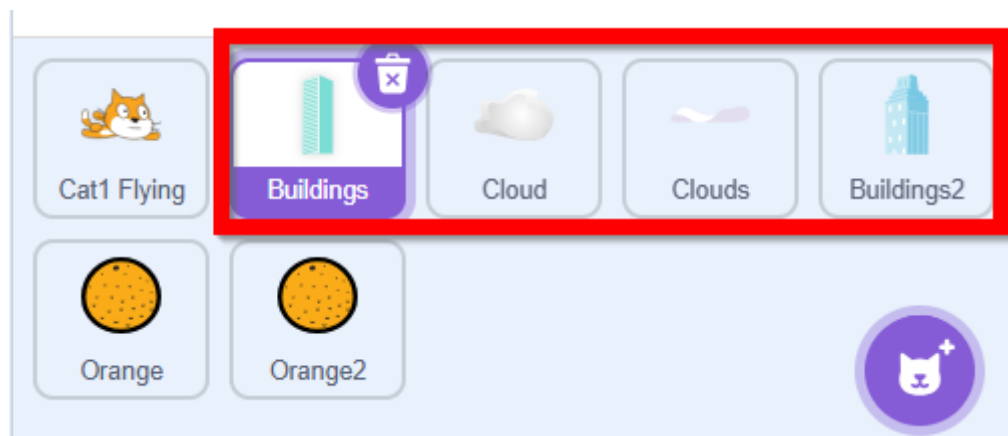 Cat1 Flying
Buildings
Cloud
Clouds
Buildings2
Orange
Orange2